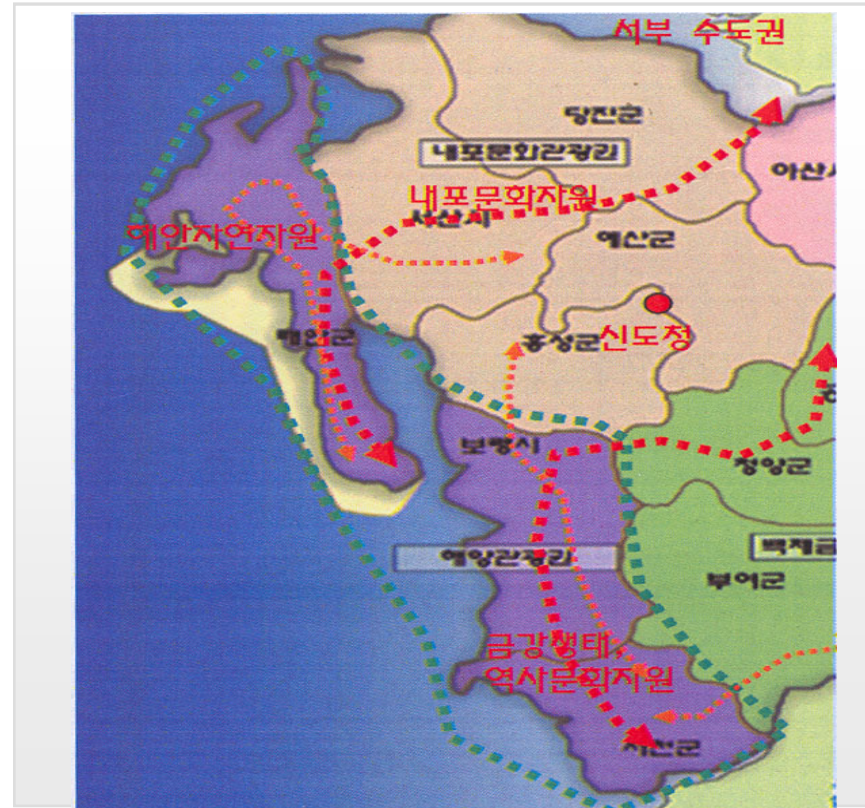 서부 수도권
당진군
내포문화관광권
아산시
내포문화자원
서산시
예산군
해안자연자원
태안군
홍성군
신도청
보령시
청양군
해양관광권
백제금
부여군
금강생태,
역사문화자원
서천군